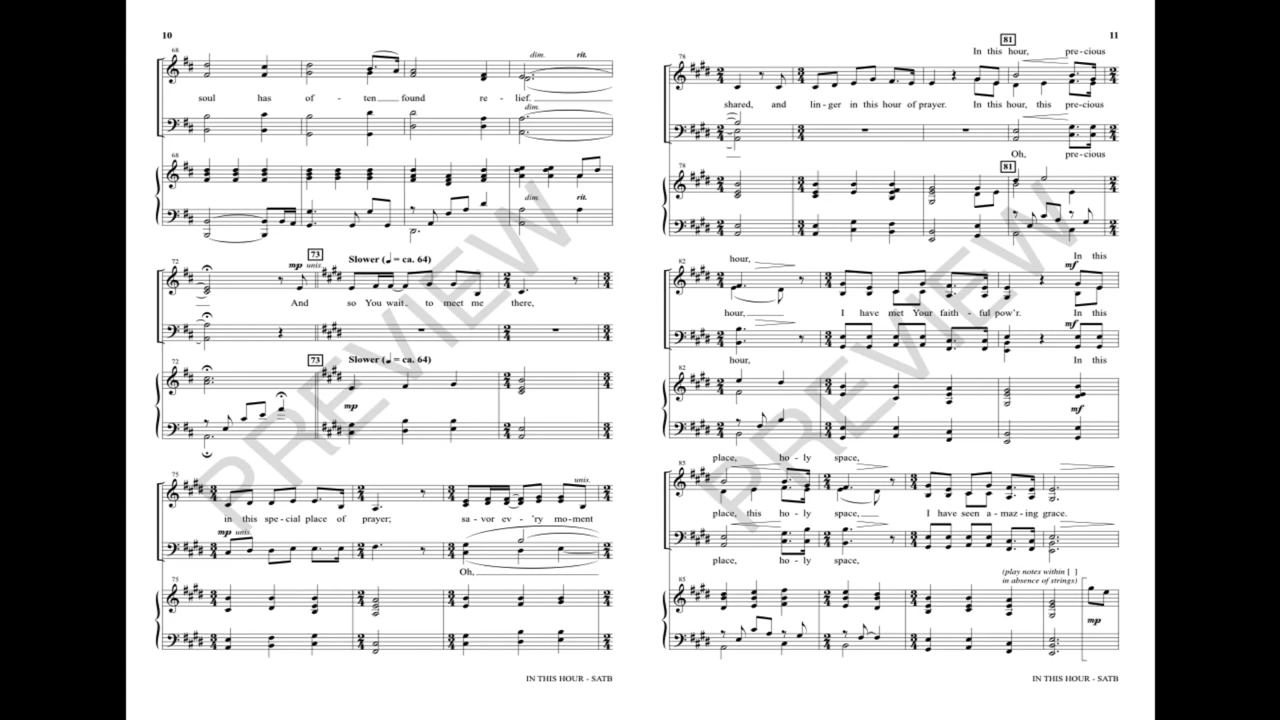 10
68
dim. rit.
soul has of - ten found re - lief.
dim.
68
dim. rit.
72
mp unis. 73 Slower (♩ = ca. 64)
And so You wait to meet me there,
72
73 Slower (♩ = ca. 64)
mp
75
unis.
in this spe - cial place of prayer; sa - vor ev - 'ry mo - ment
mp unis.
Oh,
75
IN THIS HOUR - SATB
11
81
78
In this hour, pre - cious
shared, and lin - ger in this hour of prayer. In this hour, this pre - cious
Oh, pre - cious
78
81
82
hour, In this
mf
hour, I have met Your faith - ful pow'r. In this
mf
hour, In this
82
mf
place, ho - ly space,
85
place, this ho - ly space, I have seen a - maz - ing grace.
place, ho - ly space,
(play notes within [ ]
in absence of strings)
85
mp
IN THIS HOUR - SATB
PREVIEW
PREVIEW